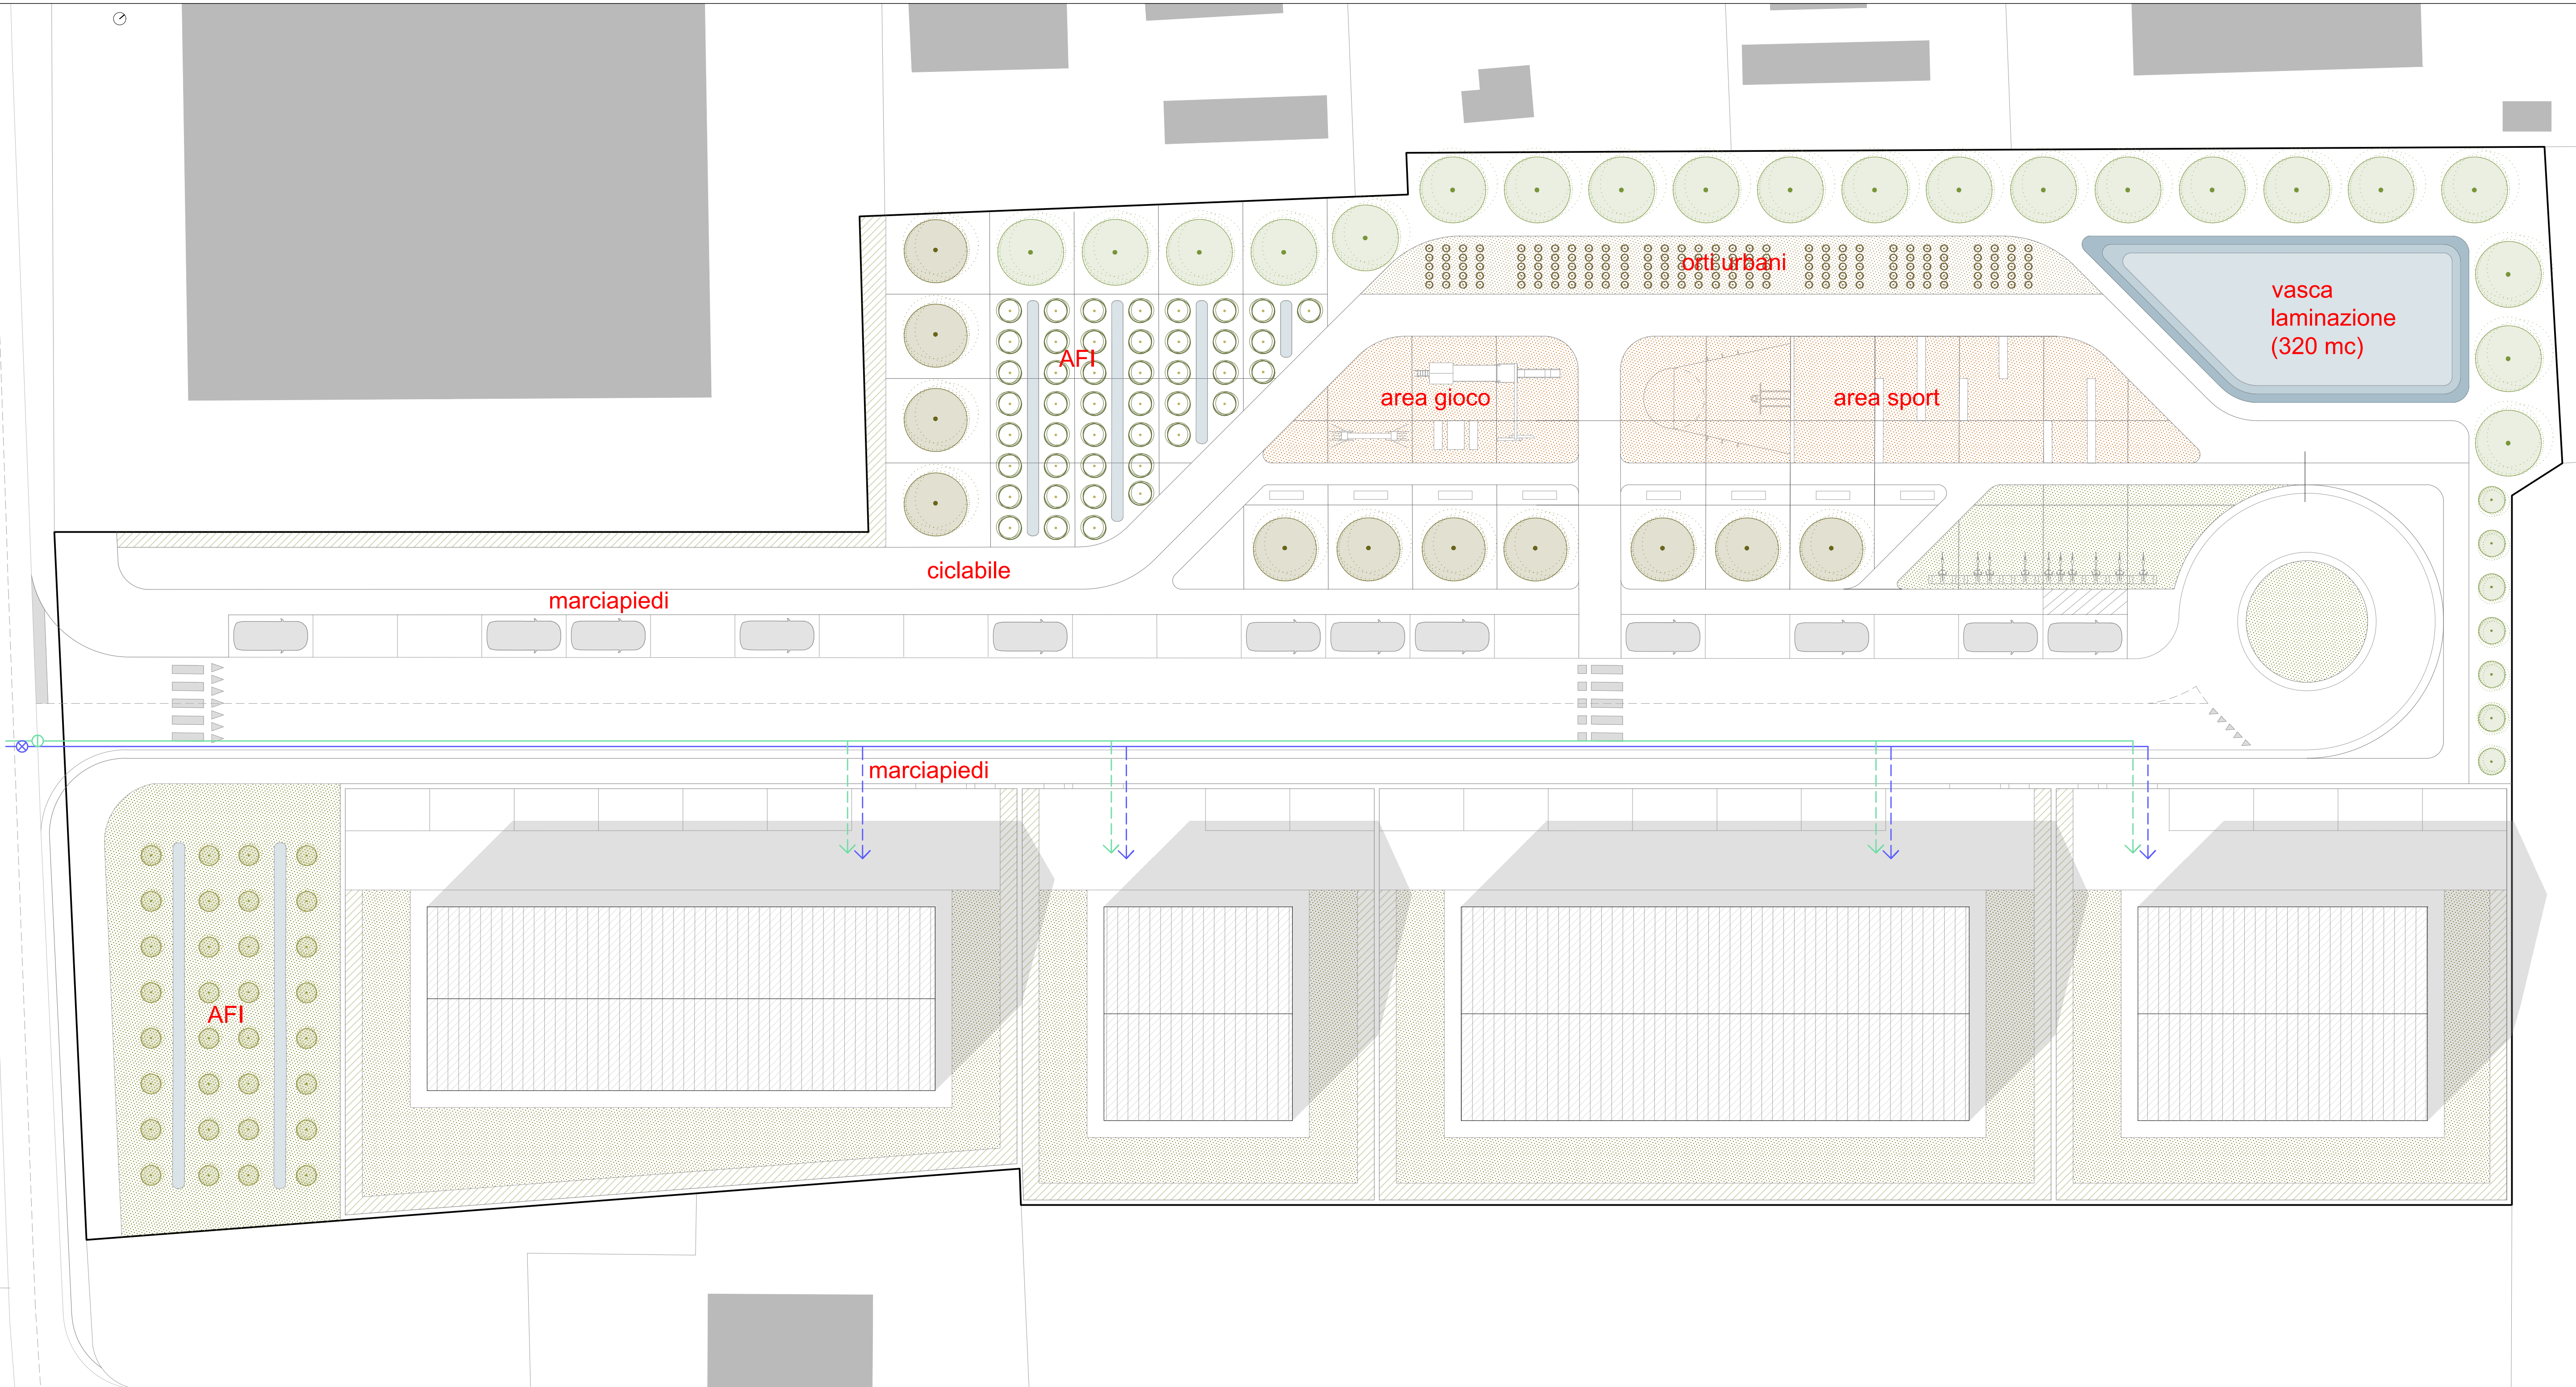 orti urbani
vasca
laminazione
(320 mc)
AFI
area gioco
area sport
ciclabile
marciapiedi
marciapiedi
AFI